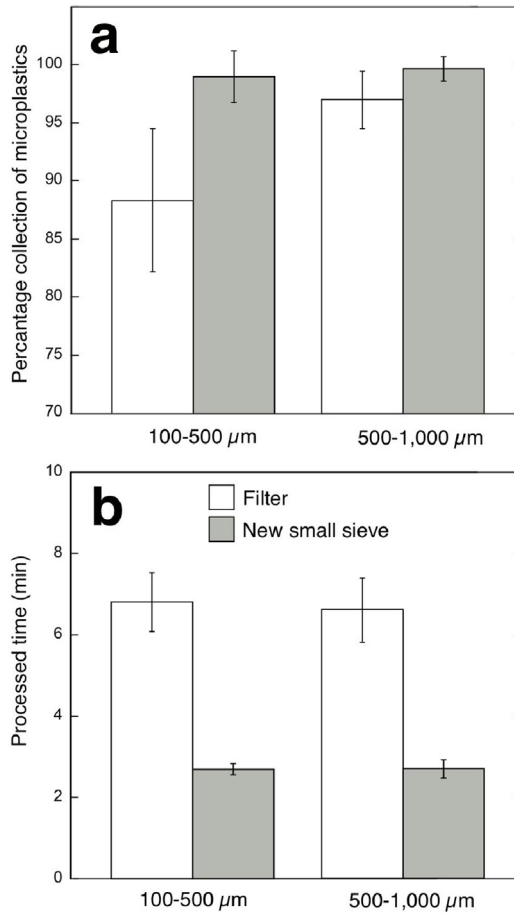 a
Percantage collection of microplastics
100
95
90
85
80
75
70
100-500 µm
500-1,000 µm
b
Filter
New small sieve
Processed time (min)
10
8
6
4
2
0
100-500 µm
500-1,000 µm